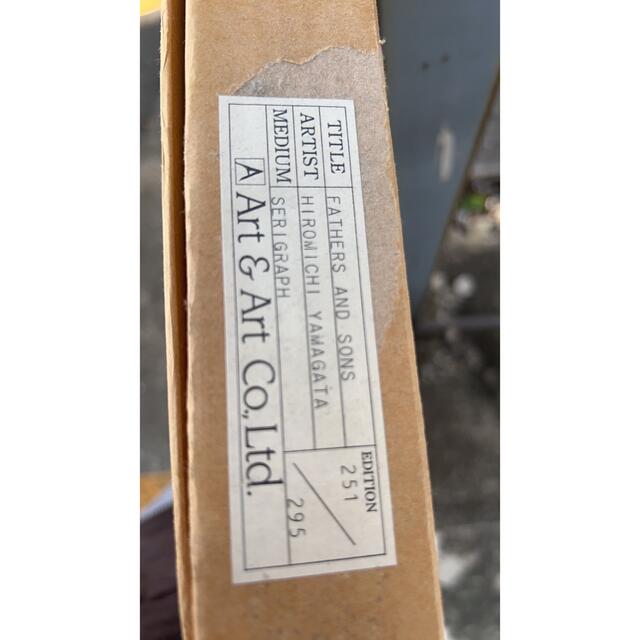 TITLE FATHERS AND SONS
ARTIST HIROMICHI YAMAGATA
MEDIUM SERIGRAPH
EDITION
251 / 295
A Art & Art Co., Ltd.